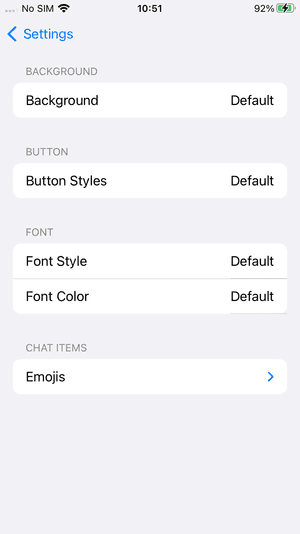 No SIM 10:51 92%
Settings
BACKGROUND
Background Default
BUTTON
Button Styles Default
FONT
Font Style Default
Font Color Default
CHAT ITEMS
Emojis